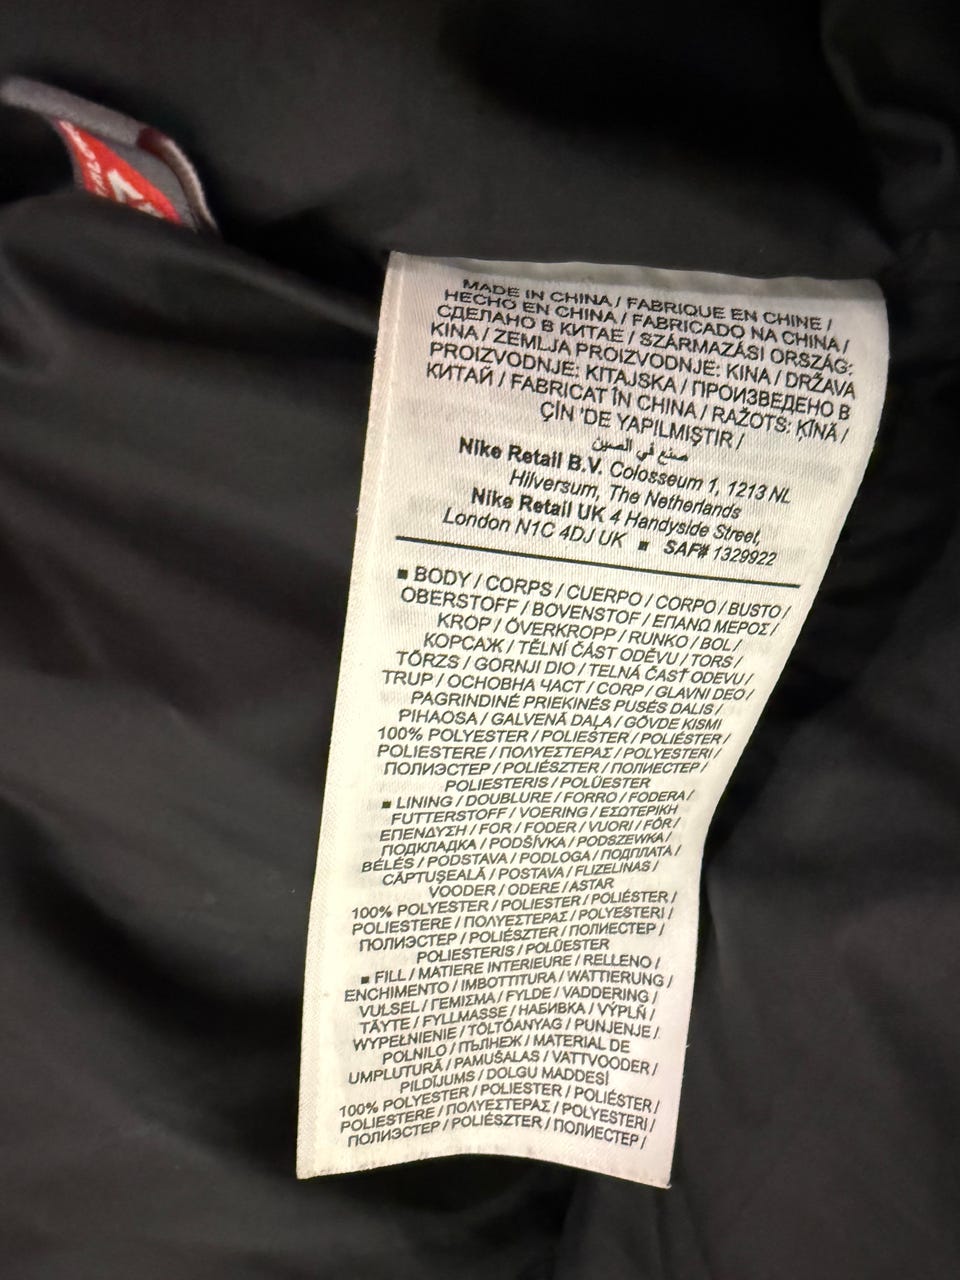 MADE IN CHINA / FABRIQUE EN CHINE /
HECHO EN CHINA / FABRICADO NA CHINA /
СДЕЛАНО В КИТАЕ / SZÁRMAZÁSI ORSZÁG:
KÍNA / ZEMLJA PROIZVODNJE: KINA / DRŽAVA
PROIZVODNJE: KITAJSKA / ПРОИЗВЕДЕНО В
КИТАЙ / FABRICAT ÎN CHINA / RAŽOTS: ĶĪNĀ /
ÇİN 'DE YAPILMIŞTIR /
صنع في الصين
Nike Retail B.V. Colosseum 1, 1213 NL
Hilversum, The Netherlands
Nike Retail UK 4 Handyside Street,
London N1C 4DJ UK ■ SAF# 1329922
■ BODY / CORPS / CUERPO / CORPO / BUSTO /
OBERSTOFF / BOVENSTOF / ΕΠΑΝΩ ΜΕΡΟΣ /
KROP / ÖVERKROPP / RUNKO / BOL /
КОРСАЖ / TĚLNÍ ČÁST ODĚVU / TORS /
TÖRZS / GORNJI DIO / TELNÁ ČASŤ ODEVU /
TRUP / ОСНОВНА ЧАСТ / CORP / GLAVNI DEO /
PAGRINDINĖ PRIEKINĖS PUSĖS DALIS /
PIHAOSA / GALVENĀ DAĻA / GÖVDE KISMI
100% POLYESTER / POLIESTER / POLIÉSTER /
POLIESTERE / ΠΟΛΥΕΣΤΕΡΑΣ / POLYESTERI /
ПОЛИЭСТЕР / POLIÉSZTER / ПОЛИЕСТЕР /
POLIESTERIS / POLÜESTER
■ LINING / DOUBLURE / FORRO / FODERA /
FUTTERSTOFF / VOERING / ΕΣΩΤΕΡΙΚΗ
ΕΠΕΝΔΥΣΗ / FOR / FODER / VUORI / FÔR /
ПОДКЛАДКА / PODŠÍVKA / PODSZEWKA /
BÉLÉS / PODSTAVA / PODLOGA / ПОДПЛАТА /
CĂPTUŞEALĂ / POSTAVA / FLIZELINAS /
VOODER / ODERE / ASTAR
100% POLYESTER / POLIESTER / POLIÉSTER /
POLIESTERE / ΠΟΛΥΕΣΤΕΡΑΣ / POLYESTERI /
ПОЛИЭСТЕР / POLIÉSZTER / ПОЛИЕСТЕР /
POLIESTERIS / POLÜESTER
■ FILL / MATIERE INTERIEURE / RELLENO /
ENCHIMENTO / IMBOTTITURA / WATTIERUNG /
VULSEL / ΓΕΜΙΣΜΑ / FYLDE / VADDERING /
TÄYTE / FYLLMASSE / НАБИВКА / VÝPLŇ /
WYPEŁNIENIE / TÖLTŐANYAG / PUNJENJE /
POLNILO / ПЪЛНЕЖ / MATERIAL DE
UMPLUTURĂ / PAMUŠALAS / VATTVOODER /
PILDĪJUMS / DOLGU MADDESİ
100% POLYESTER / POLIESTER / POLIÉSTER /
POLIESTERE / ΠΟΛΥΕΣΤΕΡΑΣ / POLYESTERI /
ПОЛИЭСТЕР / POLIÉSZTER / ПОЛИЕСТЕР /